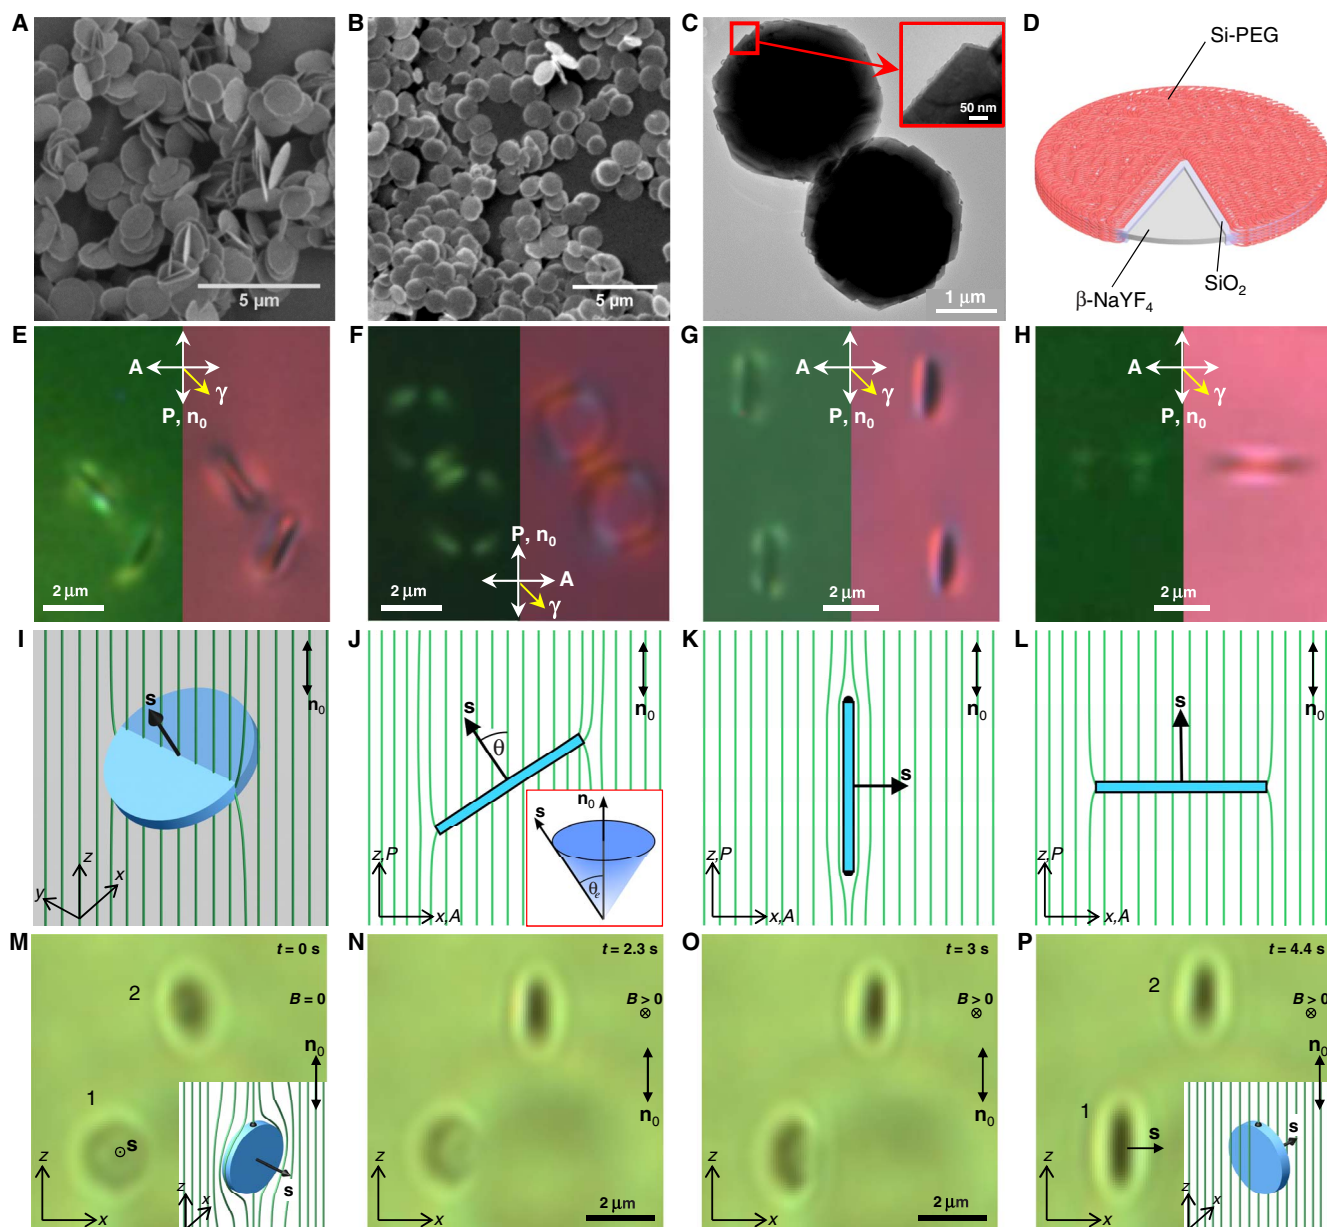 A
5 μm
B
5 μm
C
50 nm
1 μm
D
Si-PEG
β-NaYF4
SiO2
E
A
P, n0
γ
2 μm
F
P, n0
A
γ
2 μm
G
A
P, n0
γ
2 μm
H
A
P, n0
γ
2 μm
I
s
n0
z
y
x
J
s
θ
n0
z,P
x,A
n0
s
θe
K
n0
s
z,P
x,A
L
n0
s
z,P
x,A
M
t = 0 s
2
B = 0
n0
1
s
z
x
z
x
s
N
t = 2.3 s
B > 0
n0
z
x
2 μm
O
t = 3 s
B > 0
n0
z
x
2 μm
P
t = 4.4 s
2
B > 0
n0
1
s
z
x
s
z
x